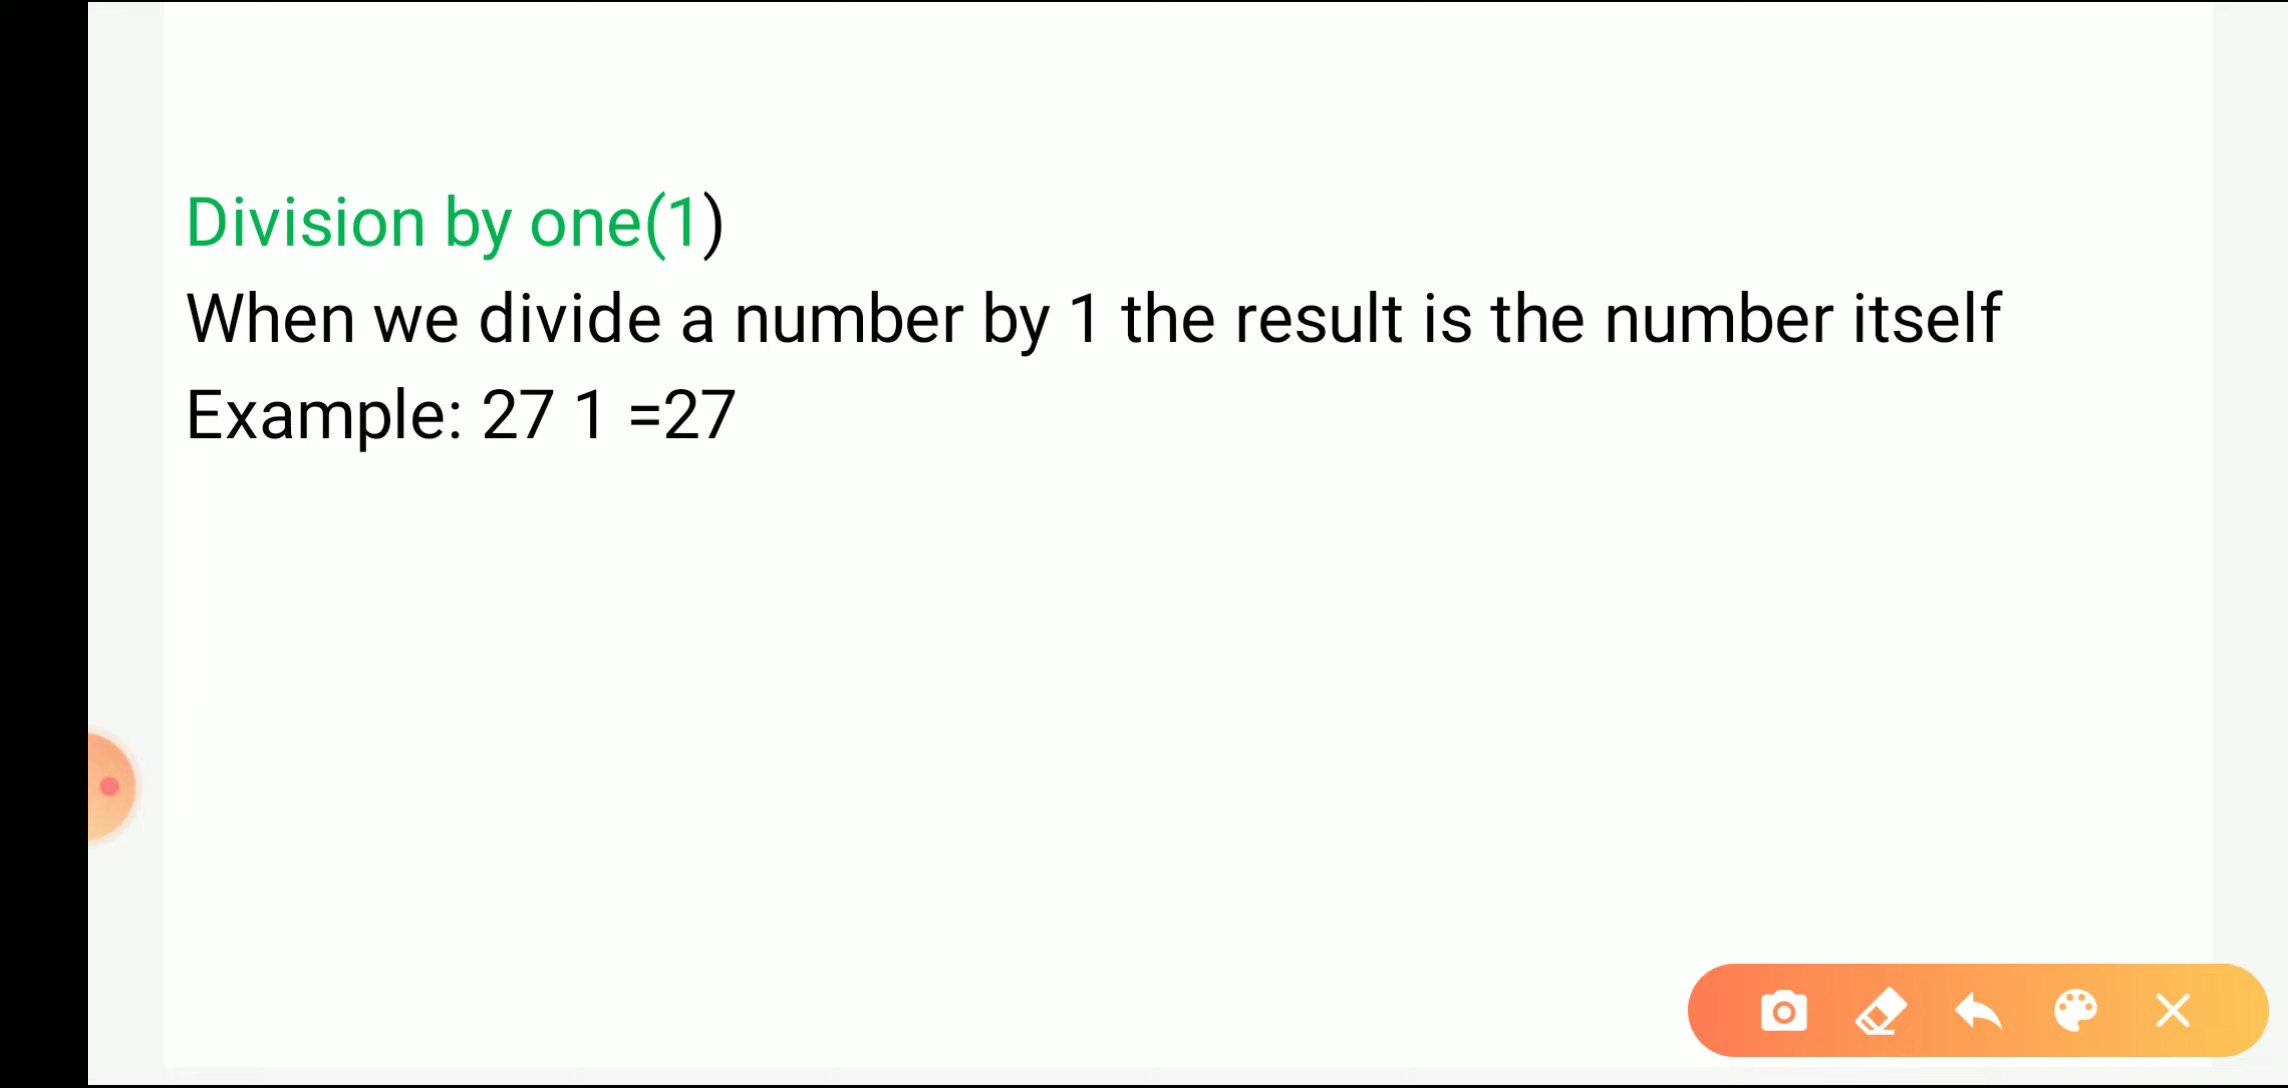 Division by one(1)
When we divide a number by 1 the result is the number itself
Example: 27 1 =27